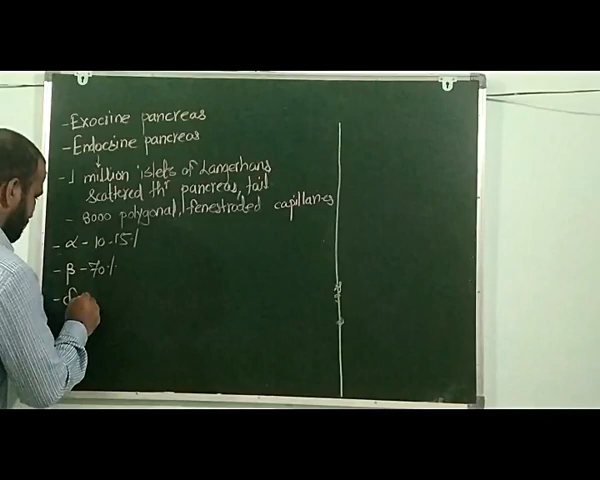 - Exocrine pancreas
- Endocrine pancreas
- 1 million islets of Langerhans
Scattered thr pancreas, tail
- 3000 polygonal, fenestrated capillaries
- α - 10-15%
- β - 70%
- δ